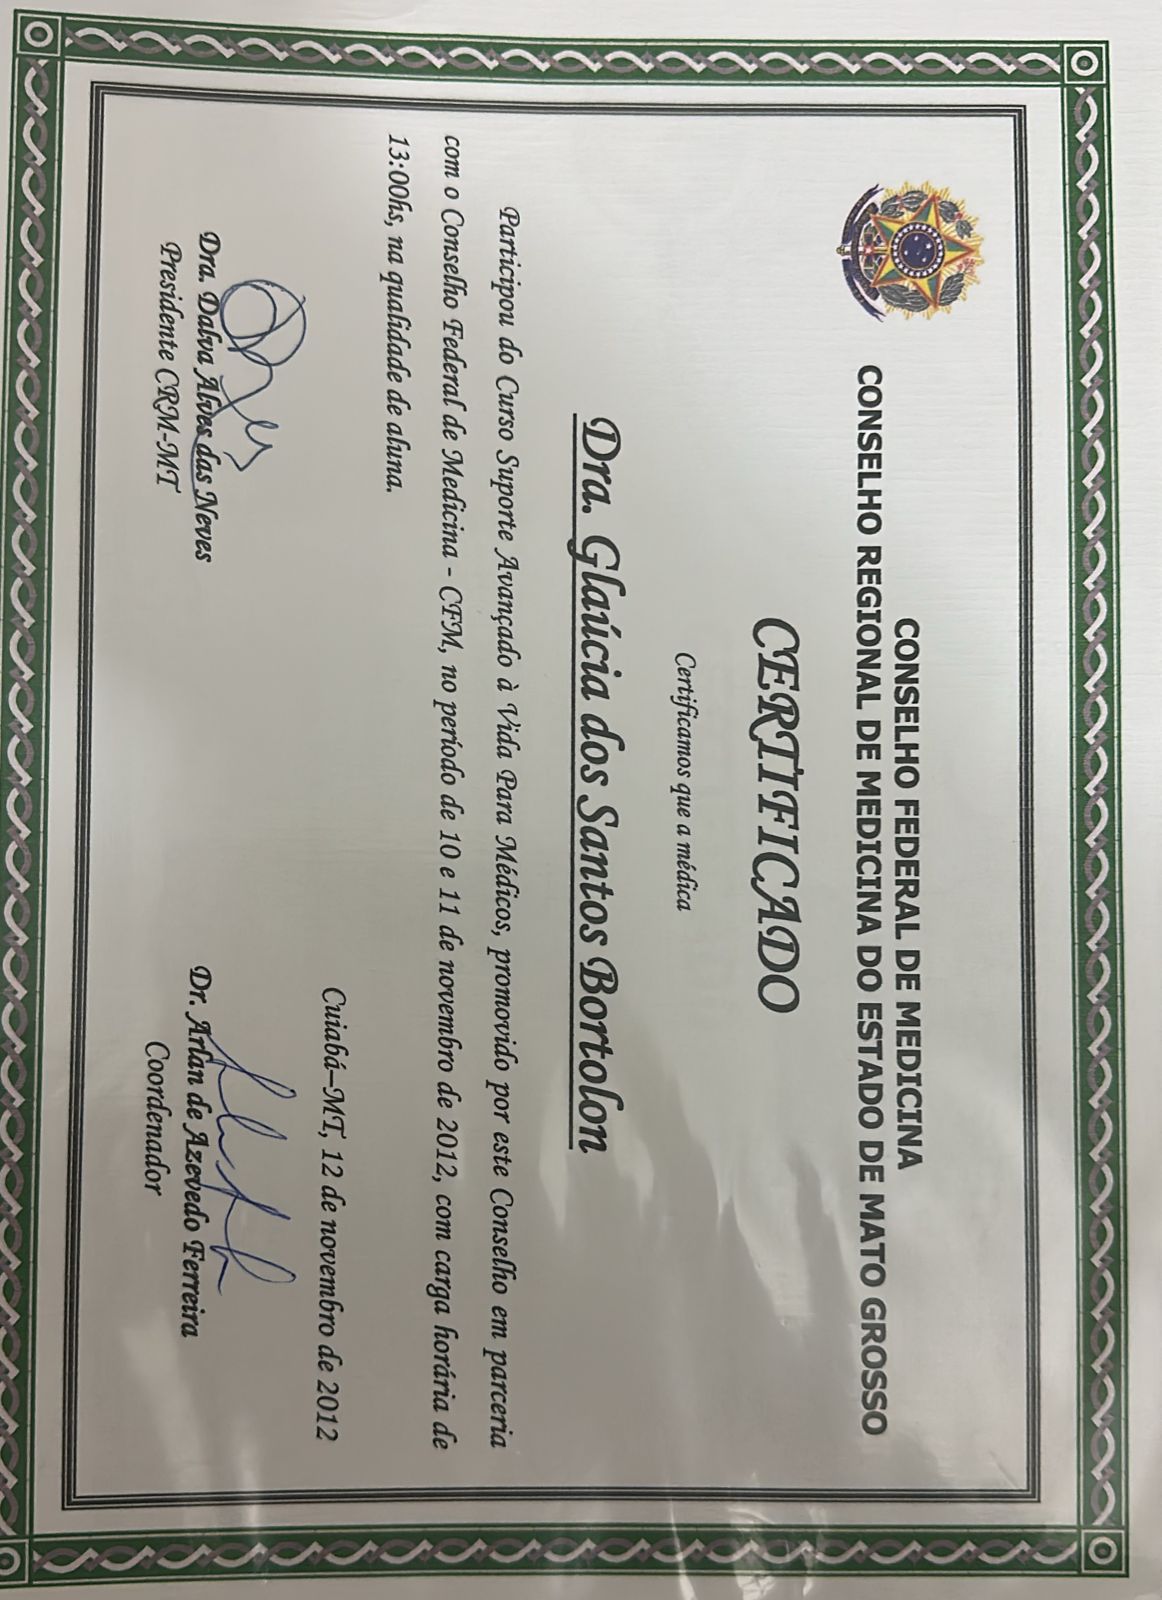 CONSELHO FEDERAL DE MEDICINA
CONSELHO REGIONAL DE MEDICINA DO ESTADO DE MATO GROSSO
CERTIFICADO
Certificamos que a médica
Dra. Glaúcia dos Santos Bortolon
Participou do Curso Suporte Avançado à Vida Para Médicos, promovido por este Conselho em parceria
com o Conselho Federal de Medicina - CFM, no período de 10 e 11 de novembro de 2012, com carga horária de
13:00hs, na qualidade de aluna.
Cuiabá–MT, 12 de novembro de 2012
Dra. Dalva Alves das Neves
Presidente CRM-MT
Dr. Arlan de Azevedo Ferreira
Coordenador